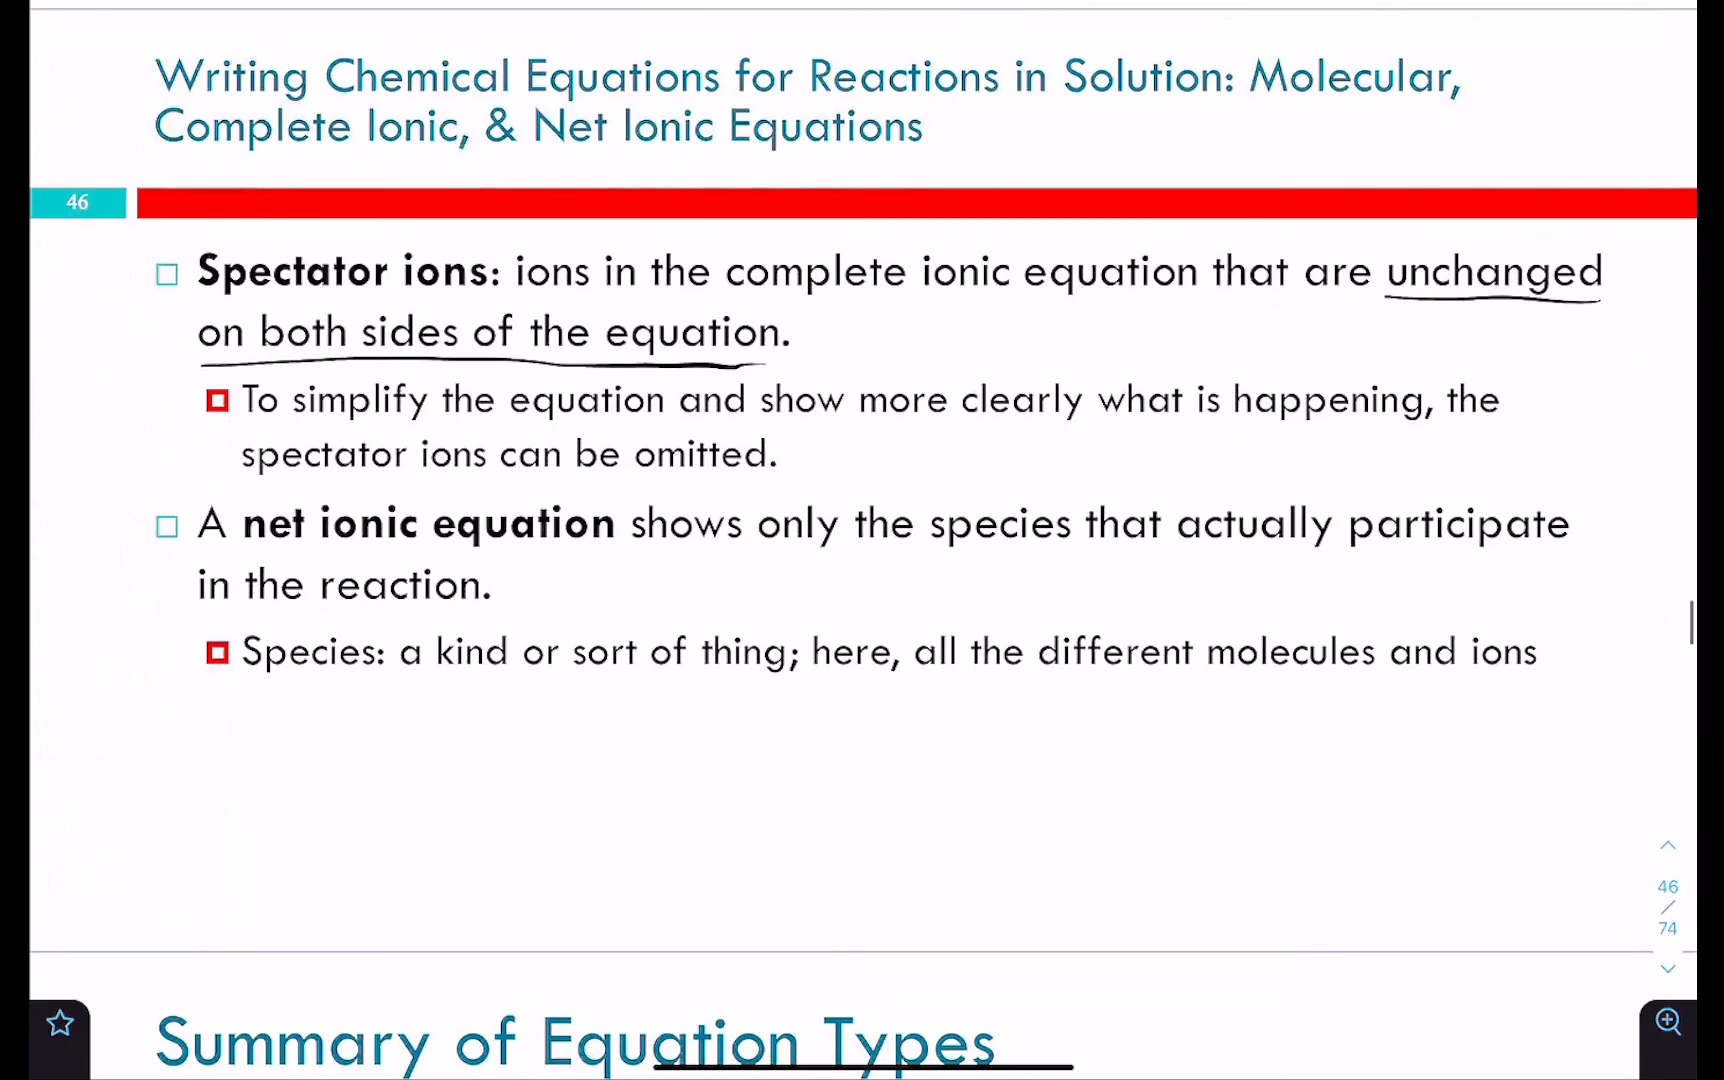 Writing Chemical Equations for Reactions in Solution: Molecular,
Complete Ionic, & Net Ionic Equations
46
Spectator ions: ions in the complete ionic equation that are unchanged
on both sides of the equation.
To simplify the equation and show more clearly what is happening, the
spectator ions can be omitted.
A net ionic equation shows only the species that actually participate
in the reaction.
Species: a kind or sort of thing; here, all the different molecules and ions
46
/
74
Summary of Equation Types